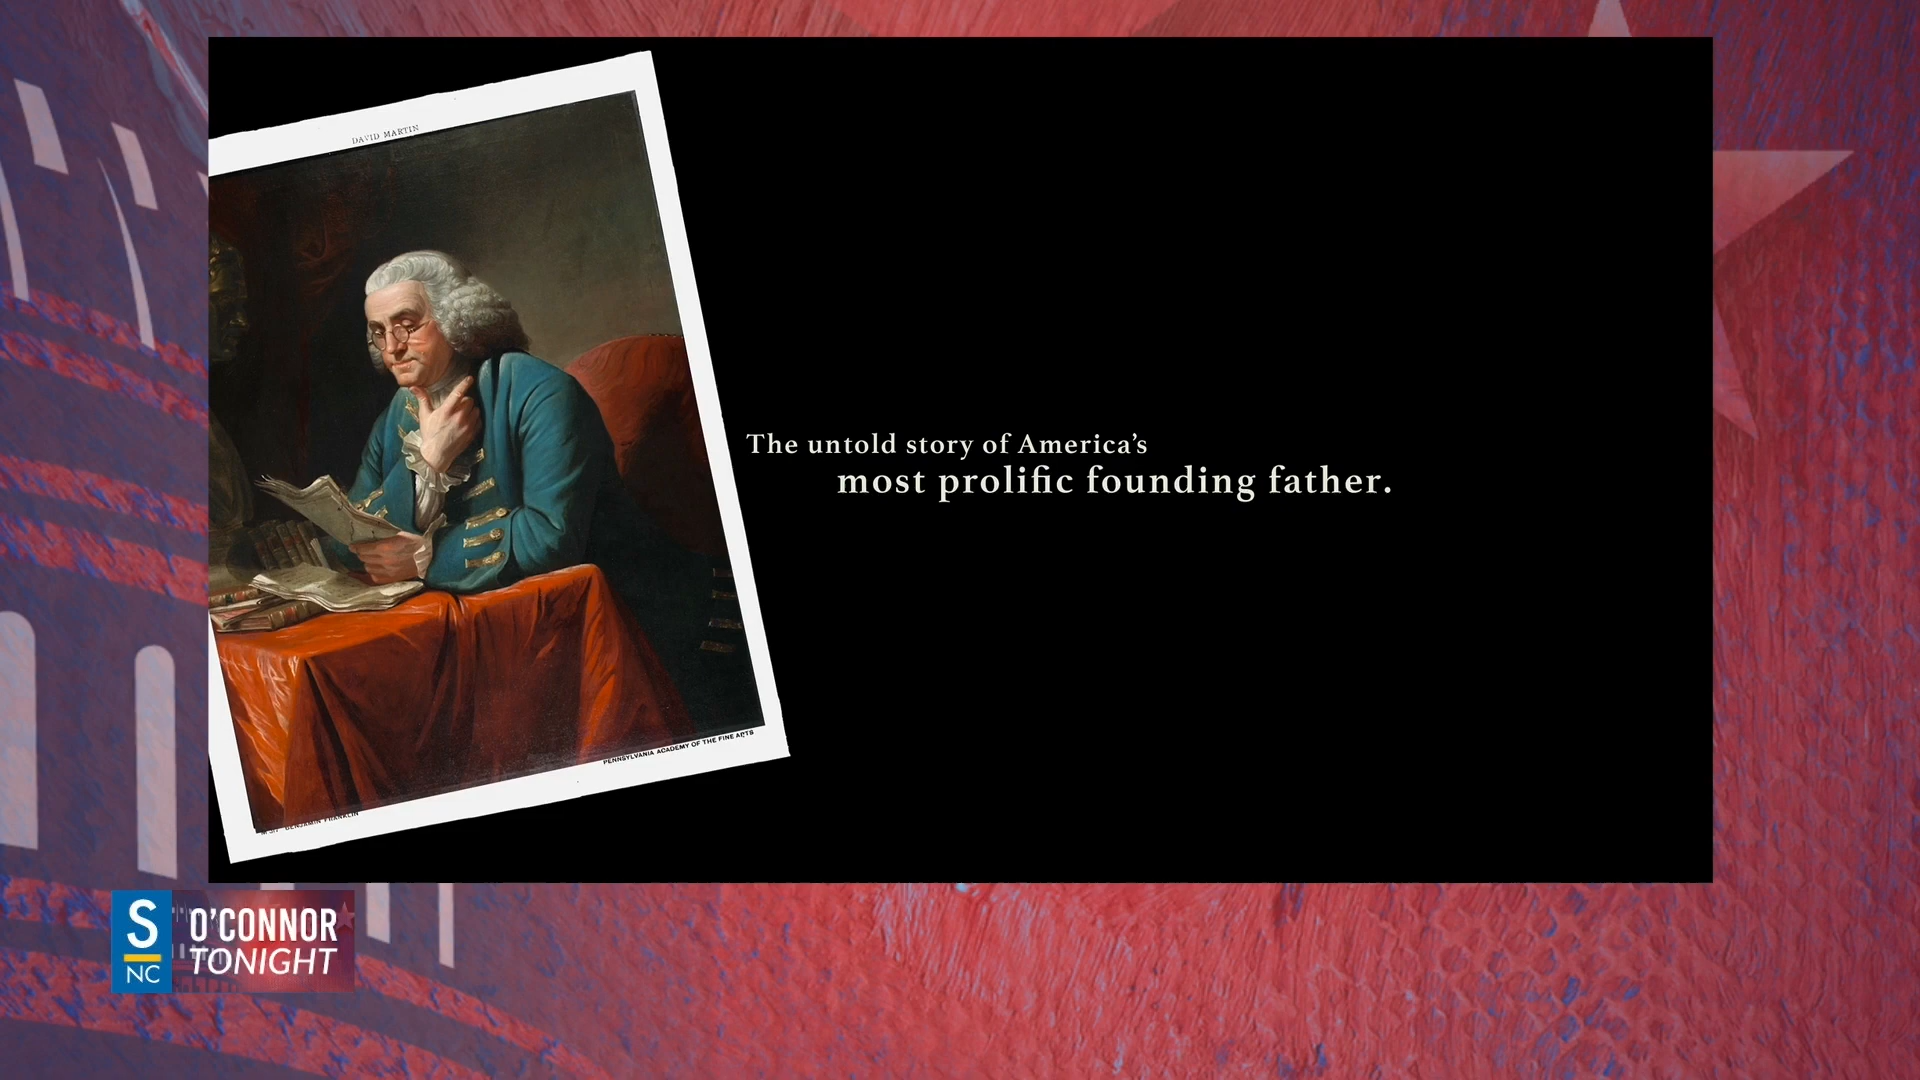 DAVID MARTIN
The untold story of America's
most prolific founding father.
PENNSYLVANIA ACADEMY OF THE FINE ARTS
BENJAMIN FRANKLIN
S
NC
O'CONNOR
TONIGHT